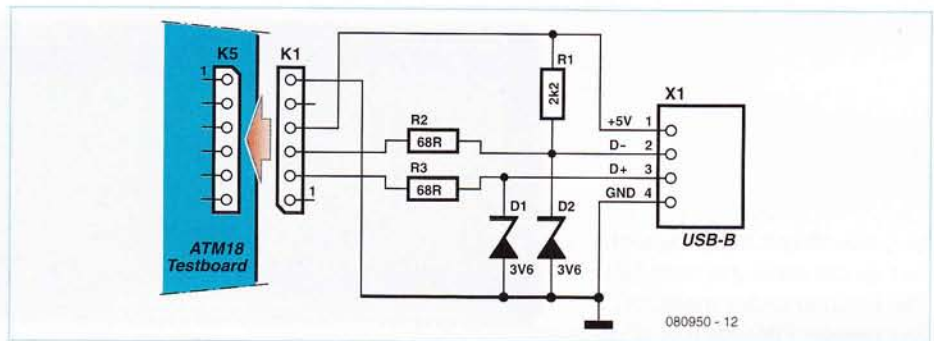 K5
K1
1
R1
2k2
X1
+5V 1
R2
68R
D- 2
R3
68R
D+ 3
1
GND 4
D1
D2
USB-B
3V6
3V6
ATM18
Testboard
080950 - 12